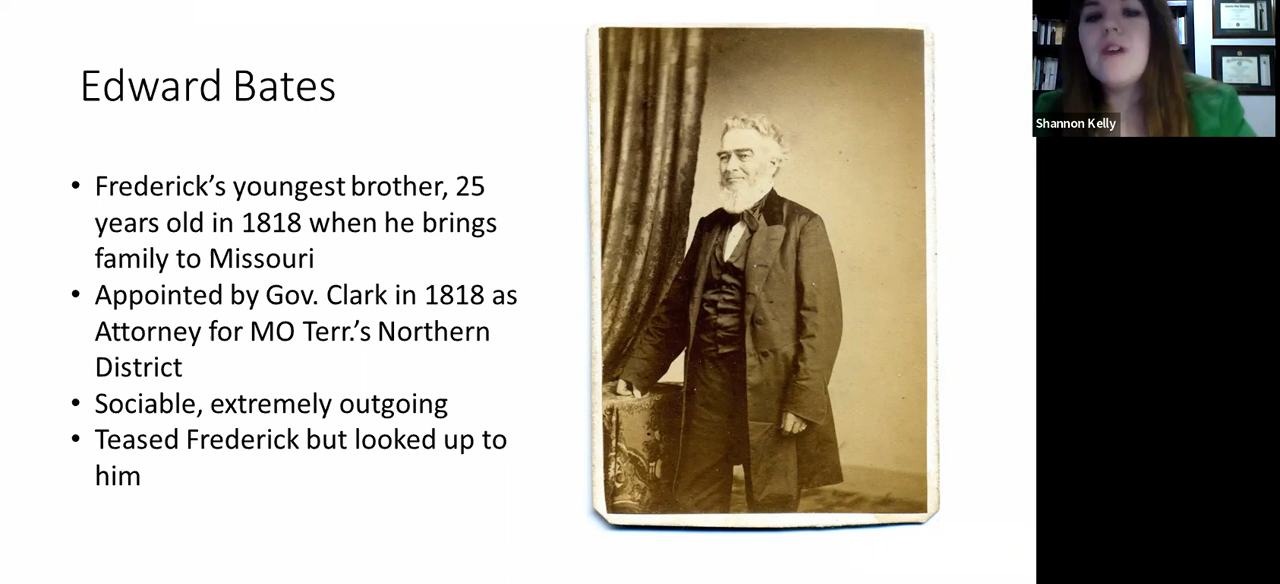 Edward Bates
• Frederick's youngest brother, 25
years old in 1818 when he brings
family to Missouri
• Appointed by Gov. Clark in 1818 as
Attorney for MO Terr.'s Northern
District
• Sociable, extremely outgoing
• Teased Frederick but looked up to
him
Shannon Kelly